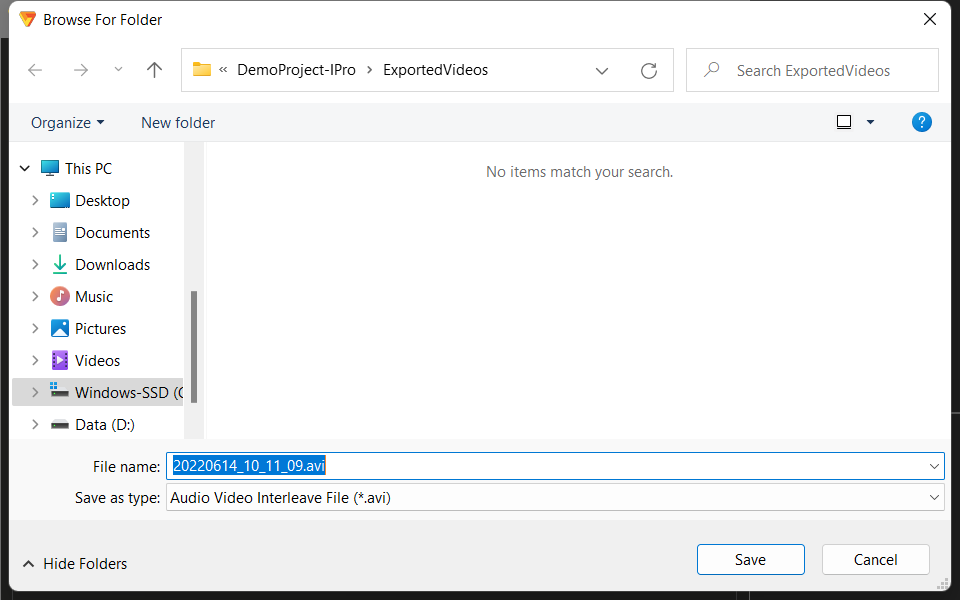 Browse For Folder
« DemoProject-IPro > ExportedVideos
Search ExportedVideos
Organize
New folder
?
No items match your search.
This PC
Desktop
Documents
Downloads
Music
Pictures
Videos
Windows-SSD (C
Data (D:)
File name: 20220614_10_11_09.avi
Save as type: Audio Video Interleave File (*.avi)
Hide Folders
Save
Cancel